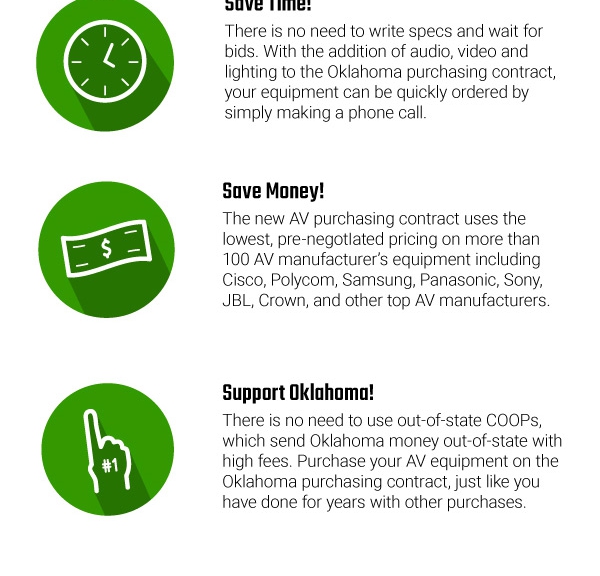 Save Time!
There is no need to write specs and wait for
bids. With the addition of audio, video and
lighting to the Oklahoma purchasing contract,
your equipment can be quickly ordered by
simply making a phone call.
$
Save Money!
The new AV purchasing contract uses the
lowest, pre-negotIated pricing on more than
100 AV manufacturer’s equipment including
Cisco, Polycom, Samsung, Panasonic, Sony,
JBL, Crown, and other top AV manufacturers.
#1
Support Oklahoma!
There is no need to use out-of-state COOPs,
which send Oklahoma money out-of-state with
high fees. Purchase your AV equipment on the
Oklahoma purchasing contract, just like you
have done for years with other purchases.